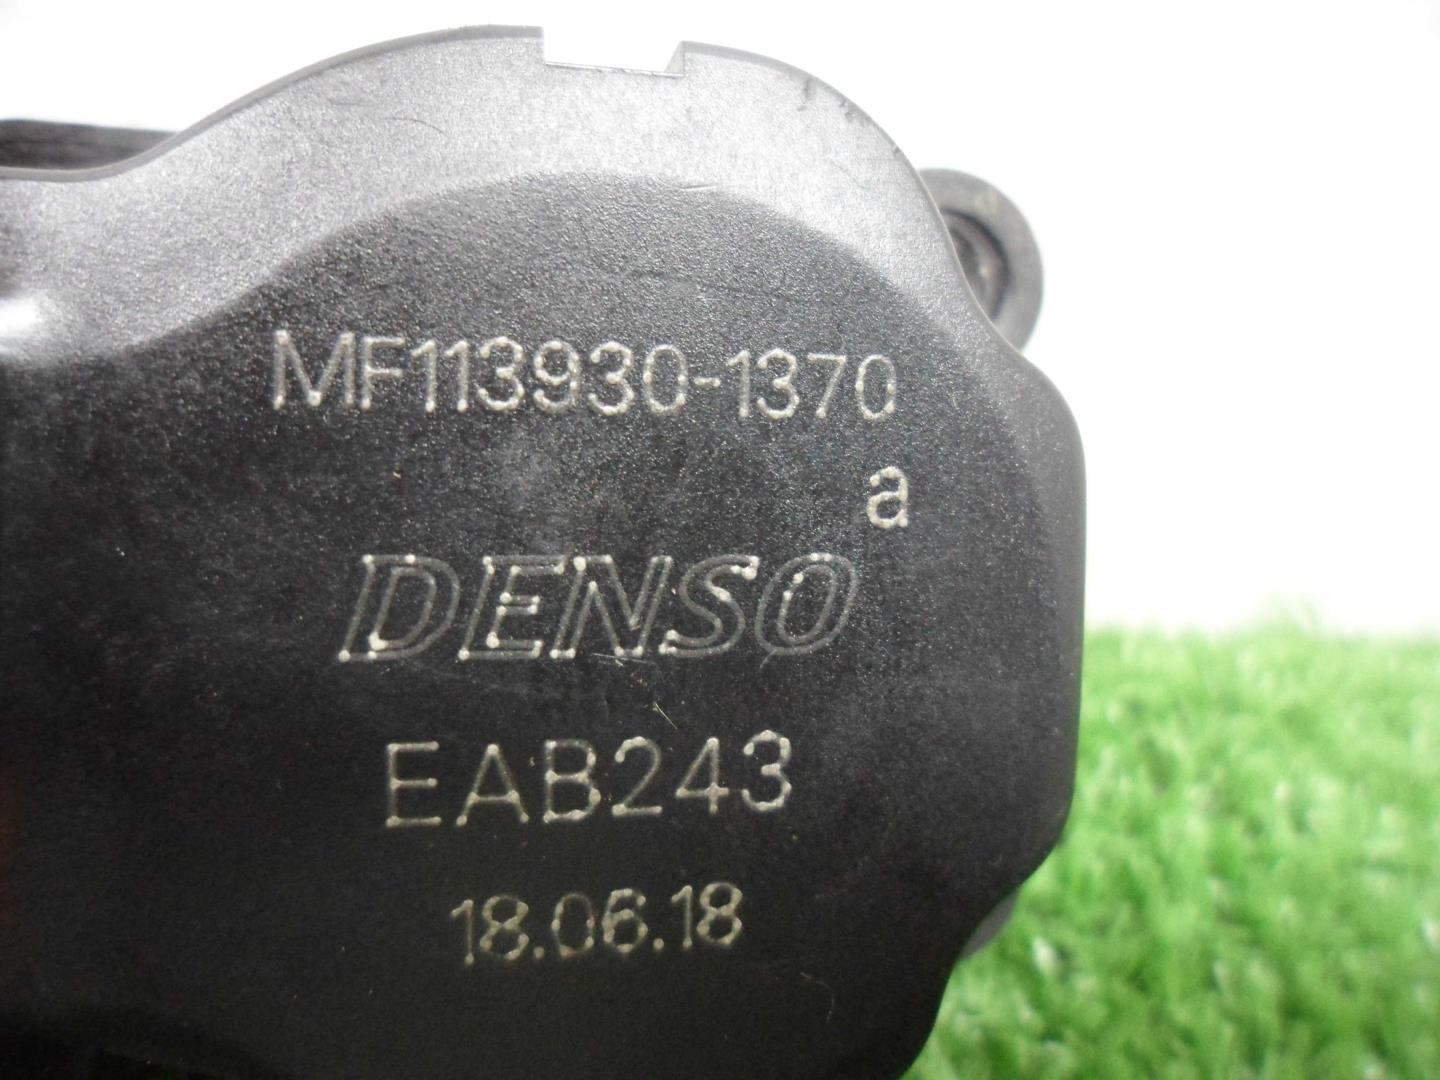 MF113930-1370
a
DENSO
EAB243
18.06.18